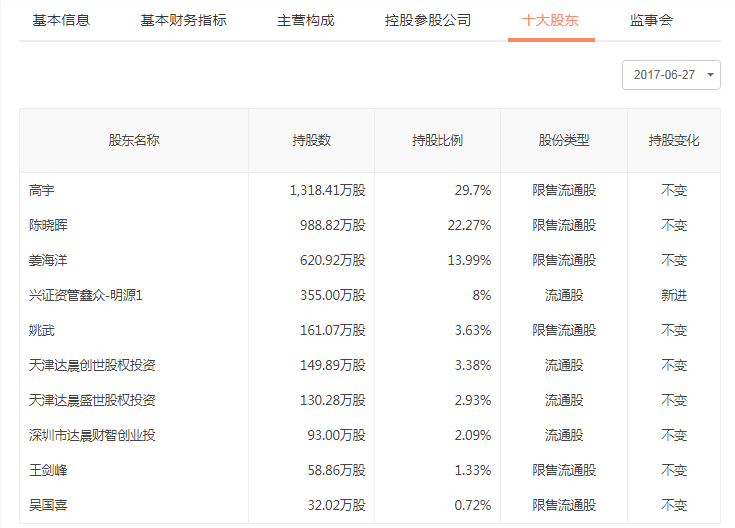 基本信息 基本财务指标 主营构成 控股参股公司 十大股东 监事会
2017-06-27
股东名称 持股数 持股比例 股份类型 持股变化
高宇 1,318.41万股 29.7% 限售流通股 不变
陈晓晖 988.82万股 22.27% 限售流通股 不变
姜海洋 620.92万股 13.99% 限售流通股 不变
兴证资管鑫众-明源1 355.00万股 8% 流通股 新进
姚武 161.07万股 3.63% 限售流通股 不变
天津达晨创世股权投资 149.89万股 3.38% 流通股 不变
天津达晨盛世股权投资 130.28万股 2.93% 流通股 不变
深圳市达晨财智创业投 93.00万股 2.09% 流通股 不变
王剑峰 58.86万股 1.33% 限售流通股 不变
吴国喜 32.02万股 0.72% 限售流通股 不变